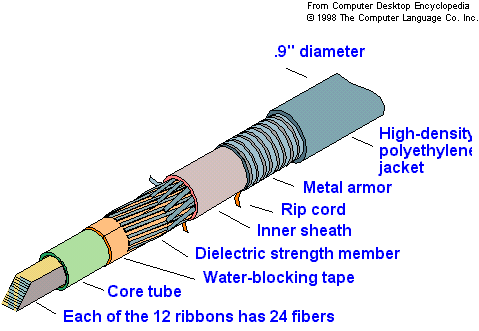 From Computer Desktop Encyclopedia
© 1998 The Computer Language Co. Inc.
.9" diameter
High-density
polyethylene
jacket
Metal armor
Rip cord
Inner sheath
Dielectric strength member
Water-blocking tape
Core tube
Each of the 12 ribbons has 24 fibers